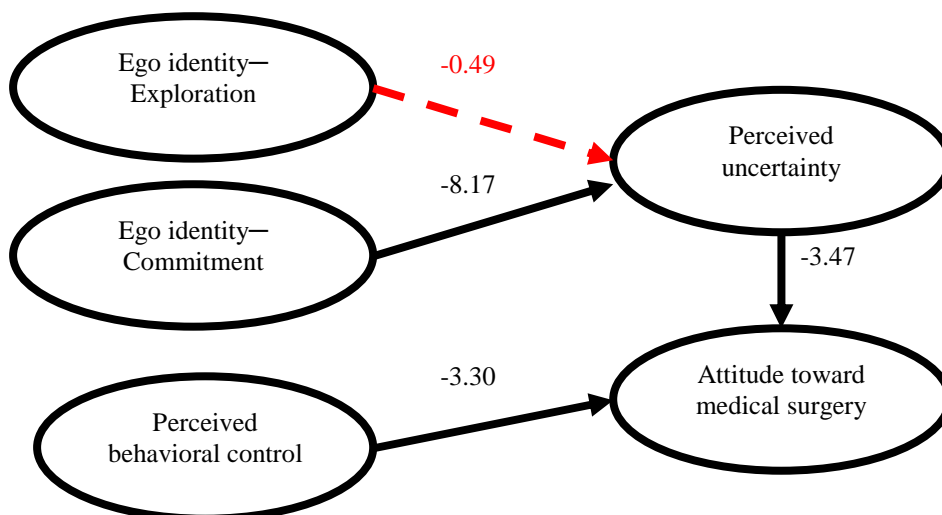 Ego identity─
Exploration
-0.49
Perceived
uncertainty
-8.17
Ego identity─
Commitment
-3.47
-3.30
Attitude toward
medical surgery
Perceived
behavioral control